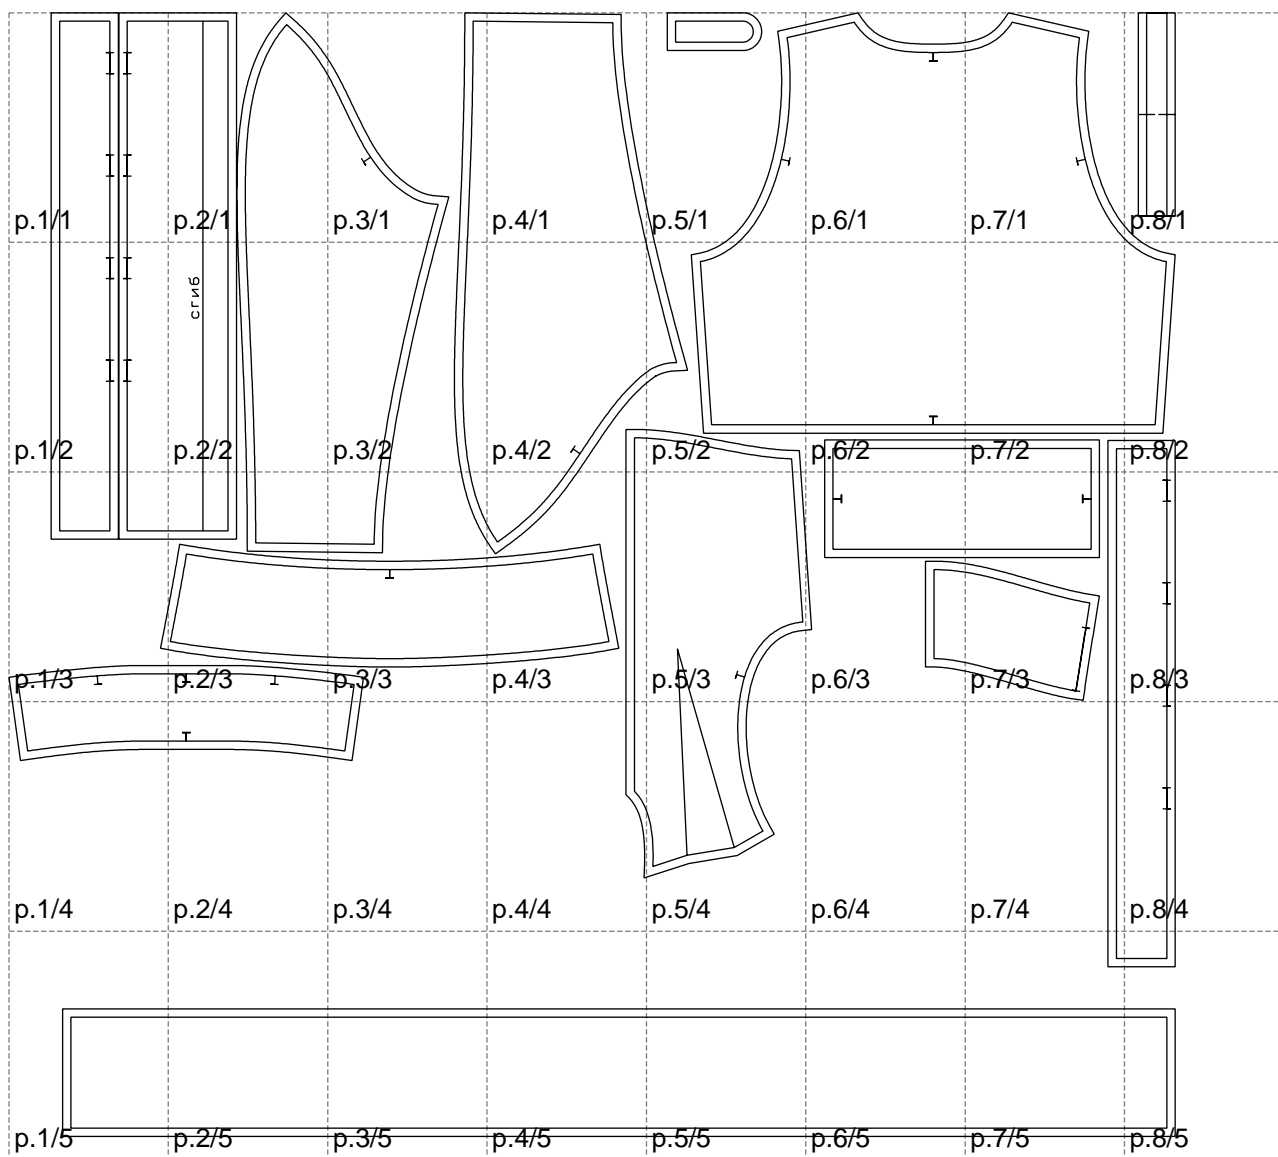 p.1/1 p.2/1 p.3/1 p.4/1 p.5/1 p.6/1 p.7/1 p.8/1
сгиб
p.1/2 p.2/2 p.3/2 p.4/2 p.5/2 p.6/2 p.7/2 p.8/2
p.1/3 p.2/3 p.3/3 p.4/3 p.5/3 p.6/3 p.7/3 p.8/3
p.1/4 p.2/4 p.3/4 p.4/4 p.5/4 p.6/4 p.7/4 p.8/4
p.1/5 p.2/5 p.3/5 p.4/5 p.5/5 p.6/5 p.7/5 p.8/5